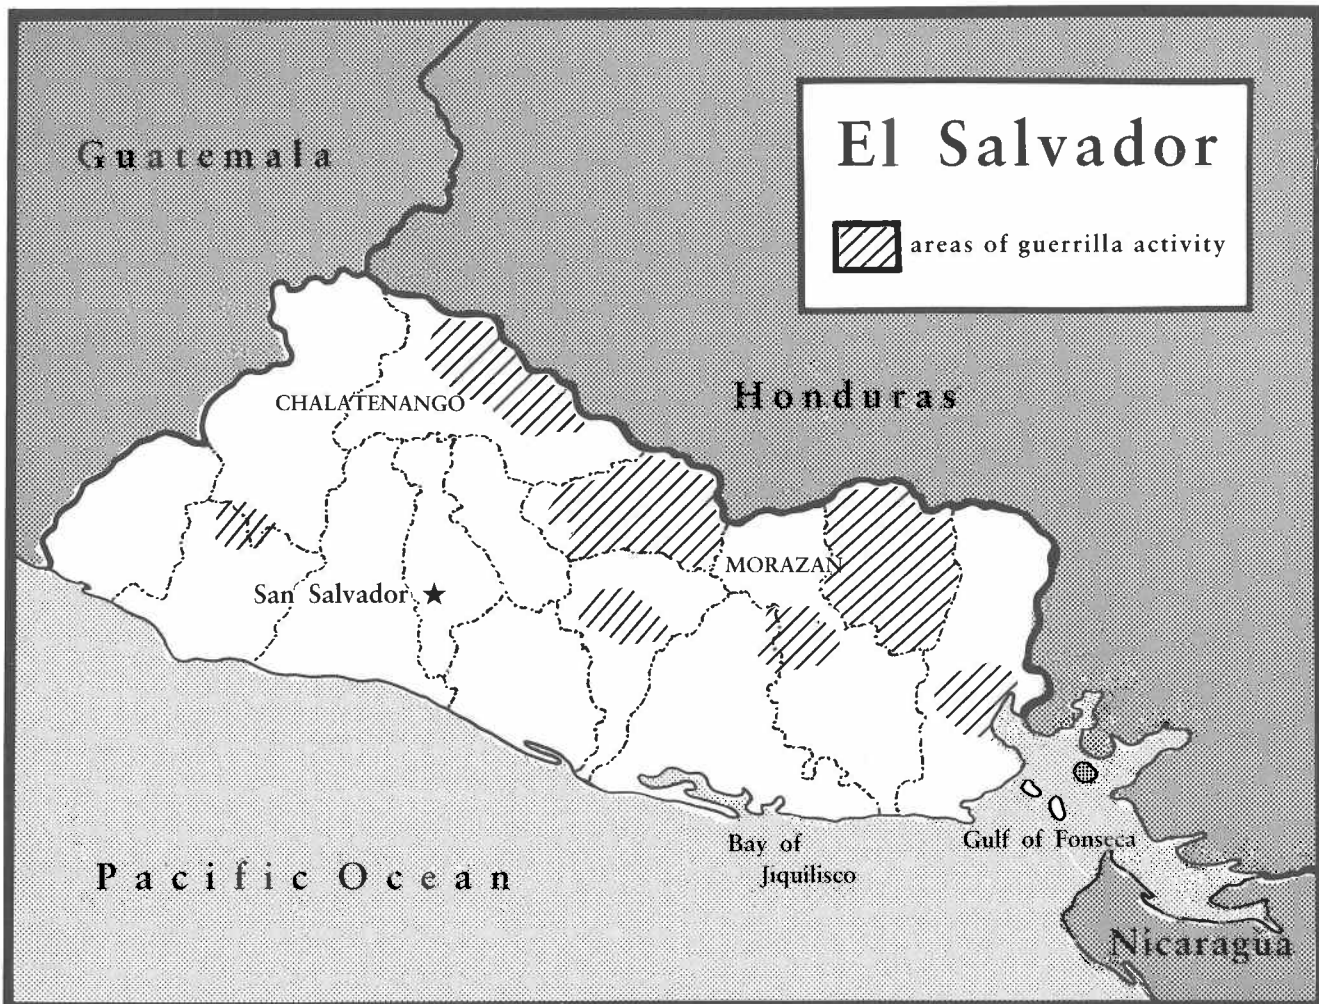 Guatemala
El Salvador
areas of guerrilla activity
Honduras
CHALATENANGO
MORAZAN
San Salvador
Pacific Ocean
Bay of
Jiquilisco
Gulf of Fonseca
Nicaragua